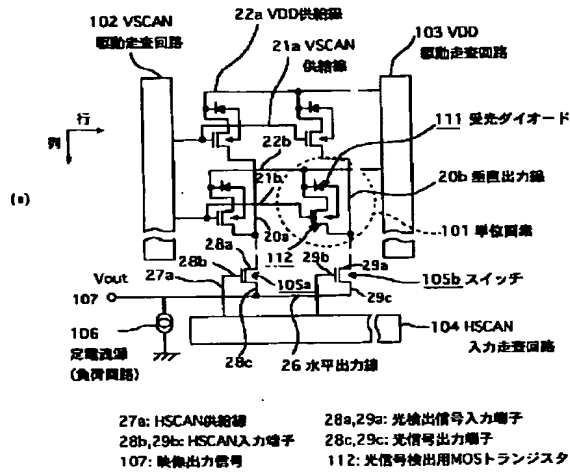 102 VSCAN
駆動走査回路
22a VDD供給線
21a VSCAN
供給線
103 VDD
駆動走査回路
行
列
(a)
111 受光ダイオード
22b
20b 垂直出力線
21b
101 単位画素
20a
28a
28b
27a
112
29b
29a
105a
105b スイッチ
Vout
107
29c
106
定電流源
(負荷回路)
28c
26 水平出力線
104 HSCAN
入力走査回路
27a: HSCAN供給線
28a,29a: 光検出信号入力端子
28b,29b: HSCAN入力端子
28c,29c: 光信号出力端子
107: 映像出力信号
112: 光信号検出用MOSトランジスタ